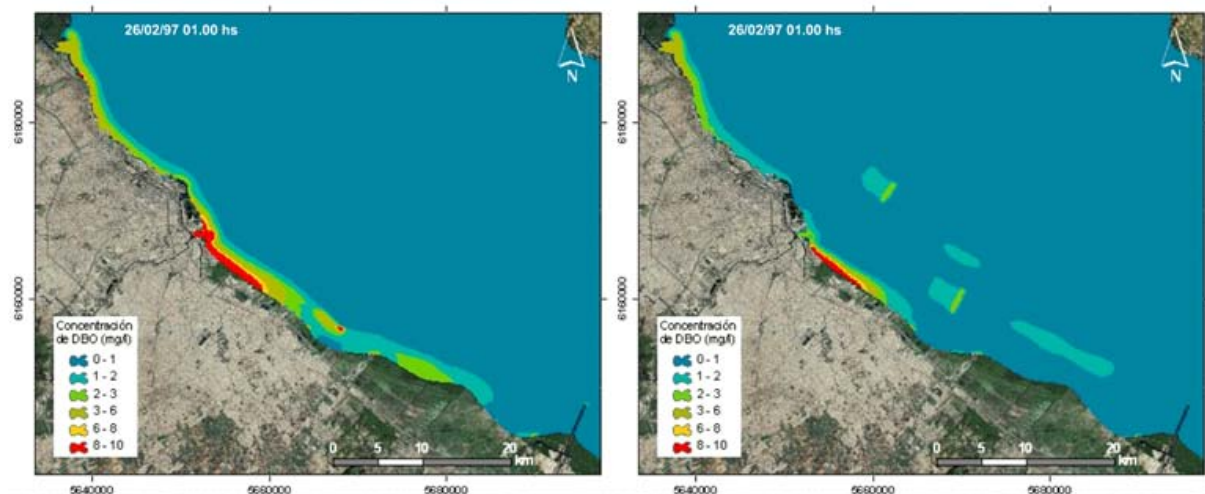 26/02/97 01.00 hs
N
6180000
6160000
Concentración
de DBO (mg/l)
0 - 1
1 - 2
2 - 3
3 - 6
6 - 8
8 - 10
0 5 10 20
km
5640000 5660000 5680000
26/02/97 01.00 hs
N
6180000
6160000
Concentración
de DBO (mg/l)
0 - 1
1 - 2
2 - 3
3 - 6
6 - 8
8 - 10
0 5 10 20
km
5640000 5660000 5680000